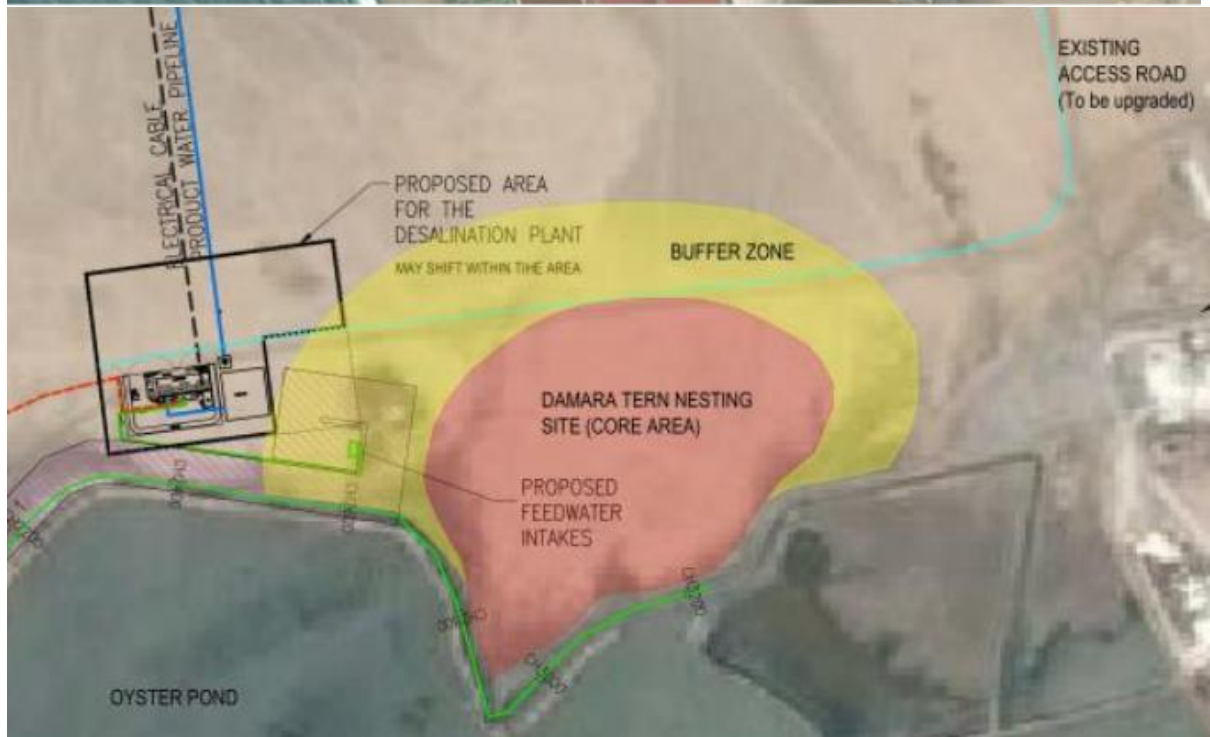 EXISTING
ACCESS ROAD
(To be upgraded)
ELECTRICAL CABLE
PRODUCT WATER PIPELINE
PROPOSED AREA
FOR THE
DESALINATION PLANT
MAY SHIFT WITHIN TIHE AREA
BUFFER ZONE
DAMARA TERN NESTING
SITE (CORE AREA)
PROPOSED
FEEDWATER
INTAKES
OYSTER POND